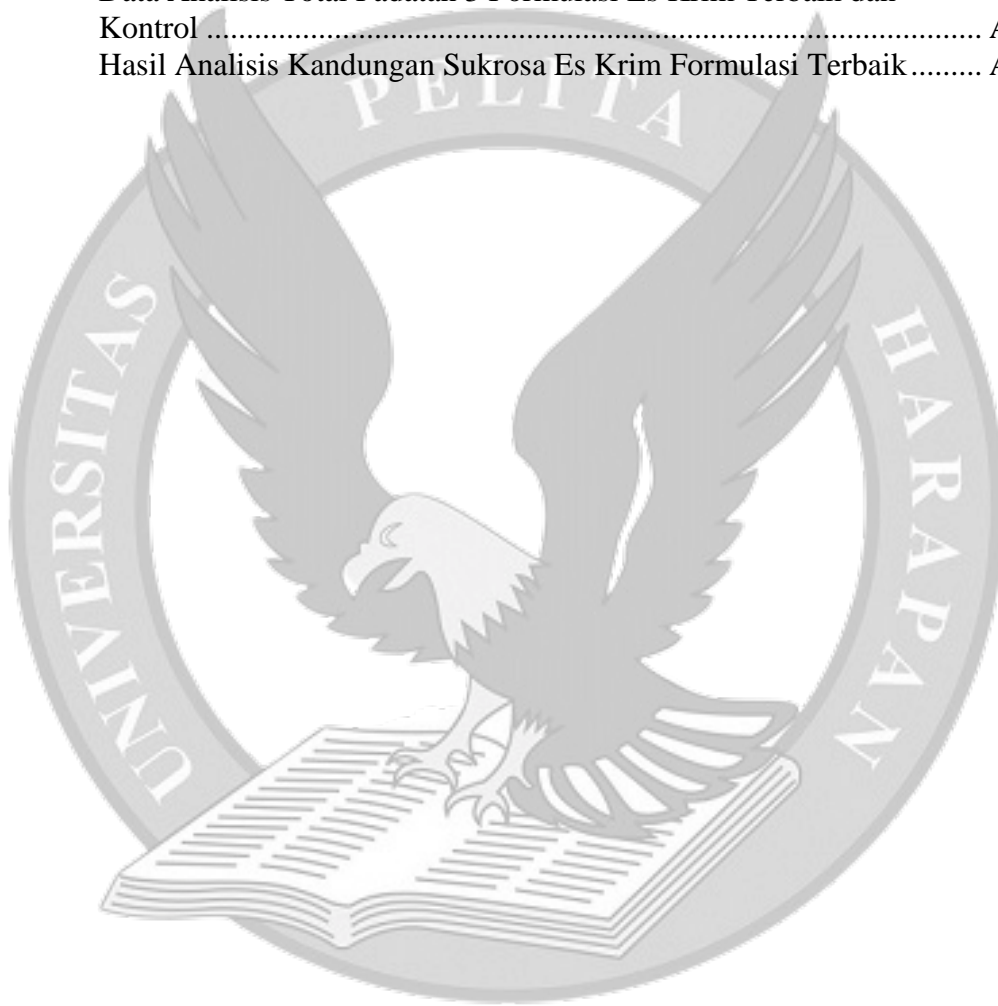 Kontrol ........................................................................................ A
Hasil Analisis Kandungan Sukrosa Es Krim Formulasi Terbaik ......... A
UNIVERSITAS PELITA HARAPAN